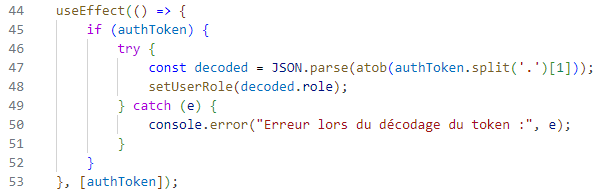 44 useEffect(() => {
45 if (authToken) {
46 try {
47 const decoded = JSON.parse(atob(authToken.split('.')[1]));
48 setUserRole(decoded.role);
49 } catch (e) {
50 console.error("Erreur lors du décodage du token :", e);
51 }
52 }
53 }, [authToken]);